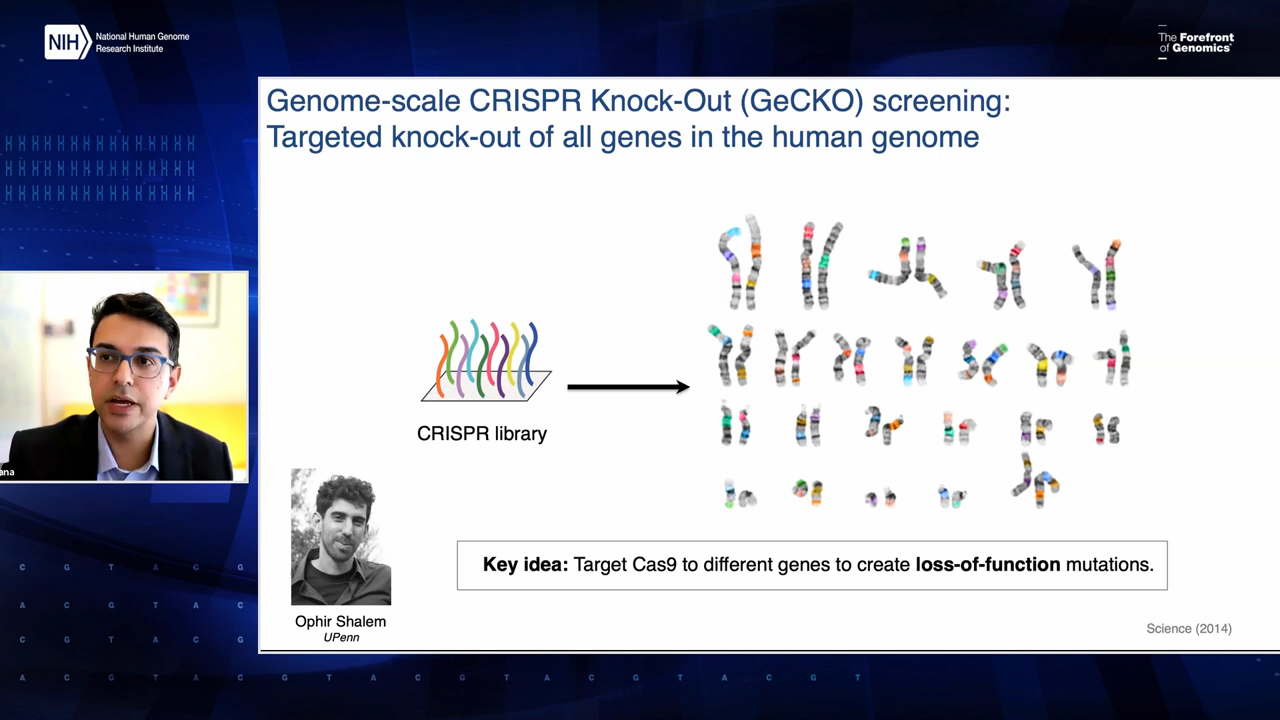 NIH
National Human Genome
Research Institute
The Forefront
of Genomics®
Genome-scale CRISPR Knock-Out (GeCKO) screening:
Targeted knock-out of all genes in the human genome
CRISPR library
ana
Ophir Shalem
UPenn
Key idea: Target Cas9 to different genes to create loss-of-function mutations.
Science (2014)
C G T A C G
A C G T A C
C G T A C G
A C G T A C G T A C G T A C G T A C G T